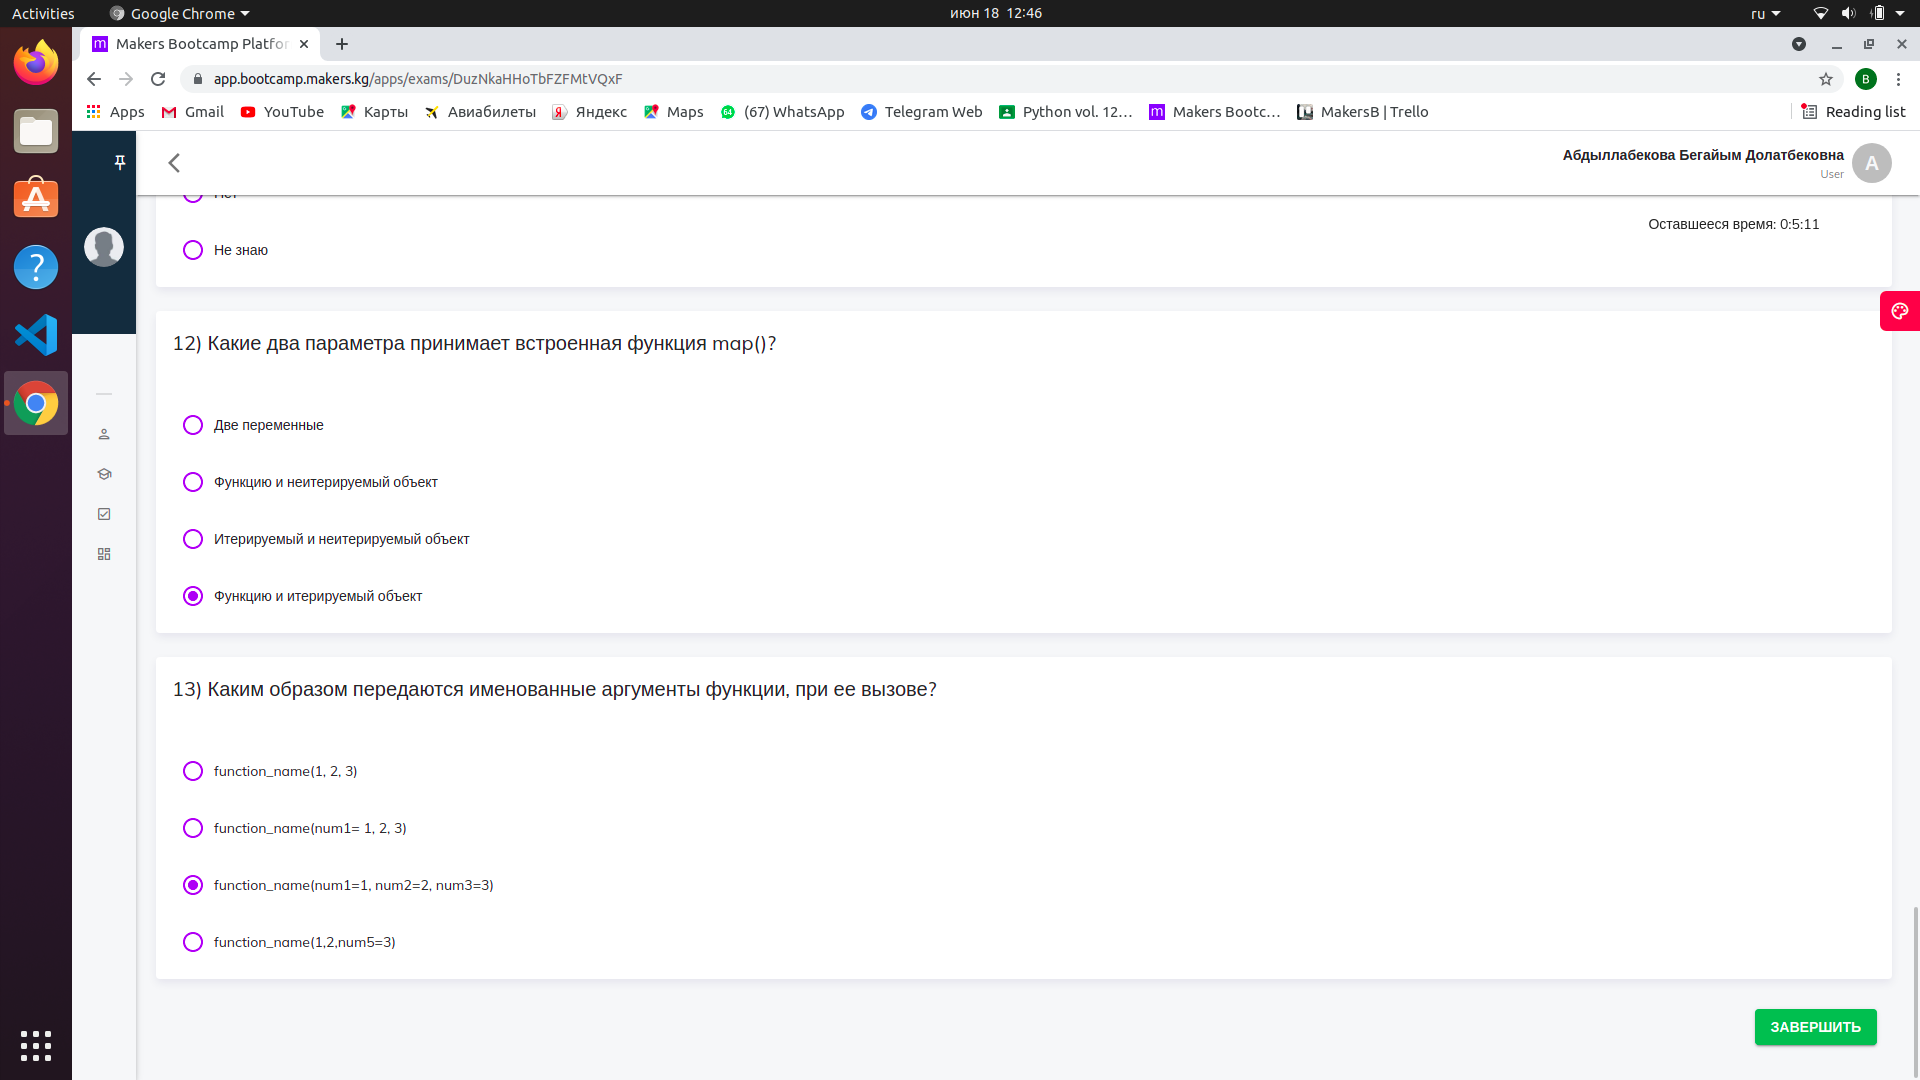 Activities
Google Chrome
июн 18 12:46
ru
Makers Bootcamp Platfor
app.bootcamp.makers.kg/apps/exams/DuzNkaHHoTbFZFMtVQxF
B
Apps
Gmail
YouTube
Карты
Авиабилеты
Яндекс
Maps
(67) WhatsApp
Telegram Web
Python vol. 12...
Makers Bootc...
MakersB | Trello
Reading list
Абдыллабекова Бегайым Долатбековна
User
A
Нет
Оставшееся время: 0:5:11
Не знаю
12) Какие два параметра принимает встроенная функция map()?
Две переменные
Функцию и неитерируемый объект
Итерируемый и неитерируемый объект
Функцию и итерируемый объект
13) Каким образом передаются именованные аргументы функции, при ее вызове?
function_name(1, 2, 3)
function_name(num1= 1, 2, 3)
function_name(num1=1, num2=2, num3=3)
function_name(1,2,num5=3)
ЗАВЕРШИТЬ